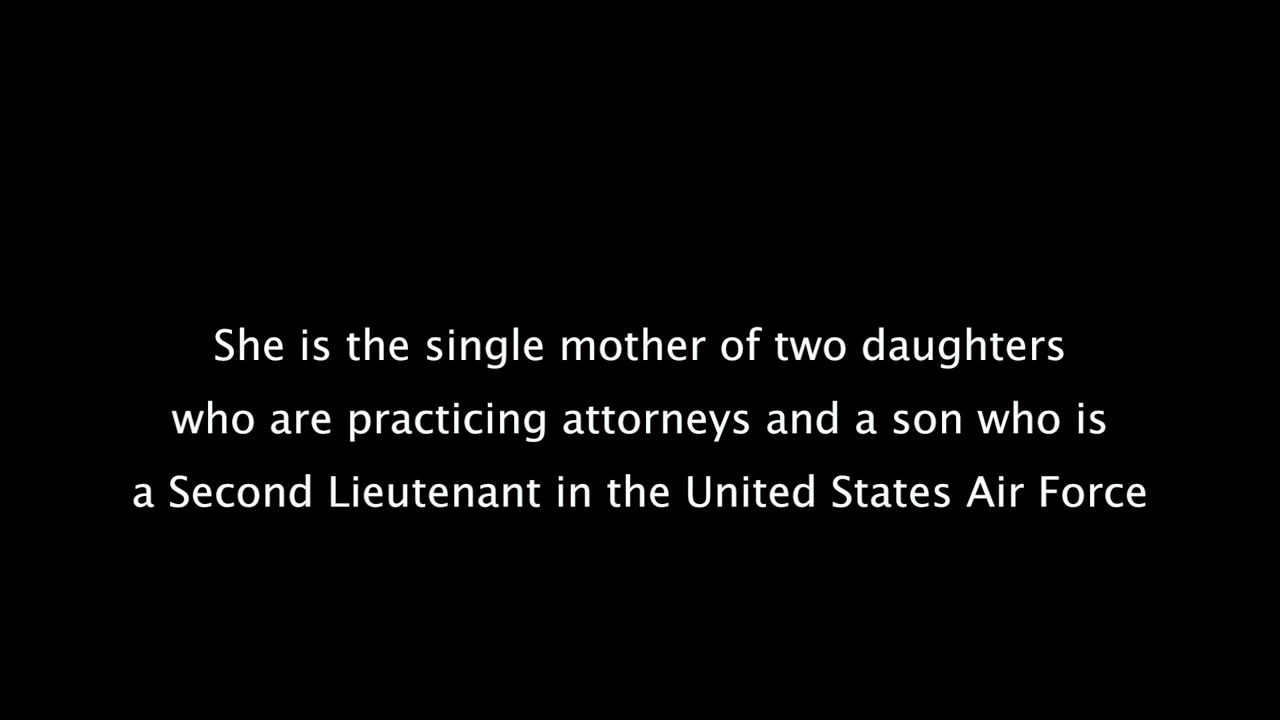 She is the single mother of two daughters
who are practicing attorneys and a son who is
a Second Lieutenant in the United States Air Force